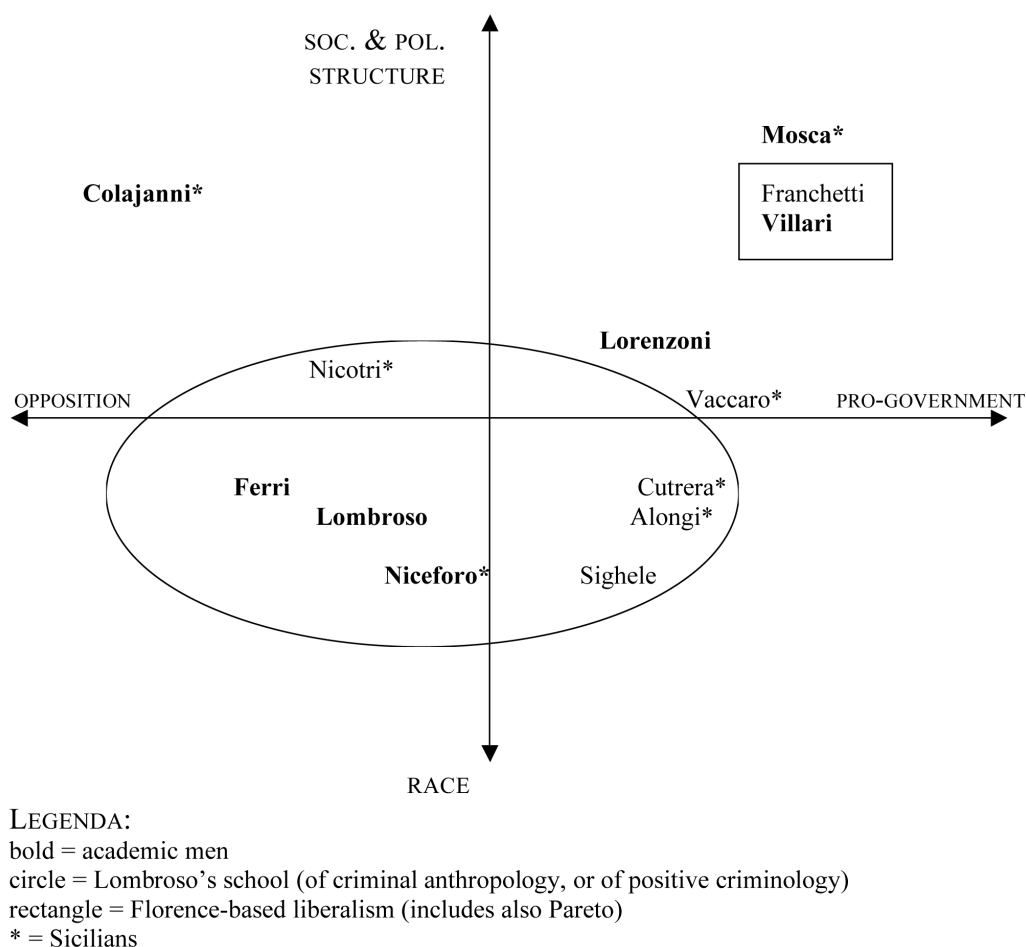 SOC. & POL.
STRUCTURE
Mosca*
Colajanni*
Franchetti
Villari
Lorenzoni
Nicotri*
OPPOSITION
Vaccaro*
PRO-GOVERNMENT
Ferri
Cutrera*
Lombroso
Alongi*
Niceforo*
Sighele
RACE
LEGENDA:
bold = academic men
circle = Lombroso’s school (of criminal anthropology, or of positive criminology)
rectangle = Florence-based liberalism (includes also Pareto)
* = Sicilians